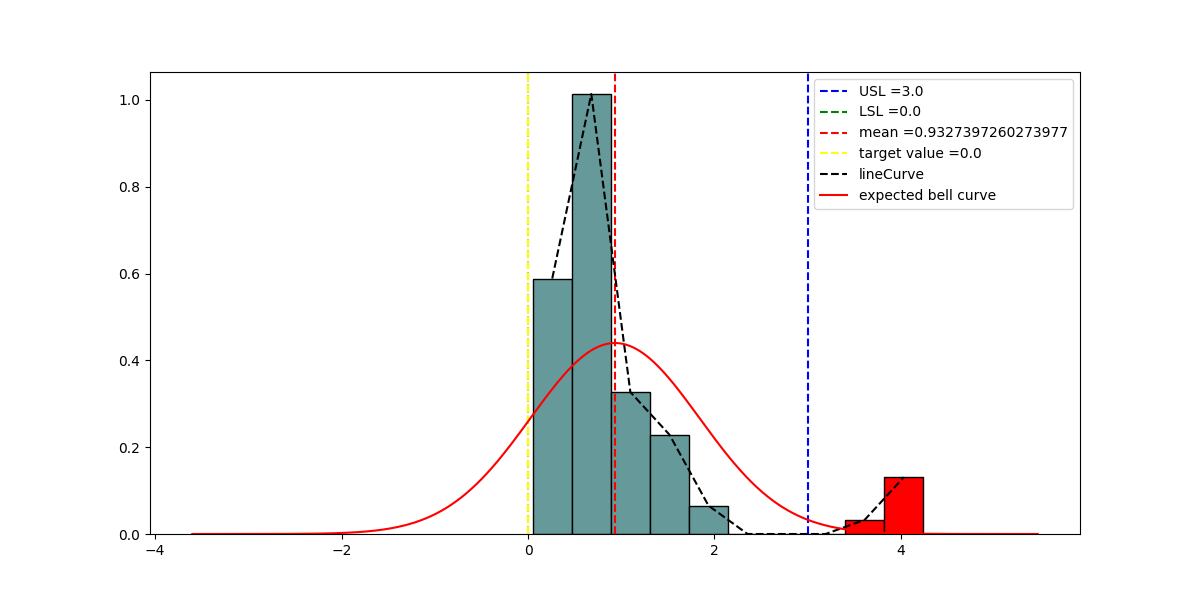 USL =3.0
LSL =0.0
mean =0.9327397260273977
target value =0.0
lineCurve
expected bell curve
1.0
0.8
0.6
0.4
0.2
0.0
−4 −2 0 2 4